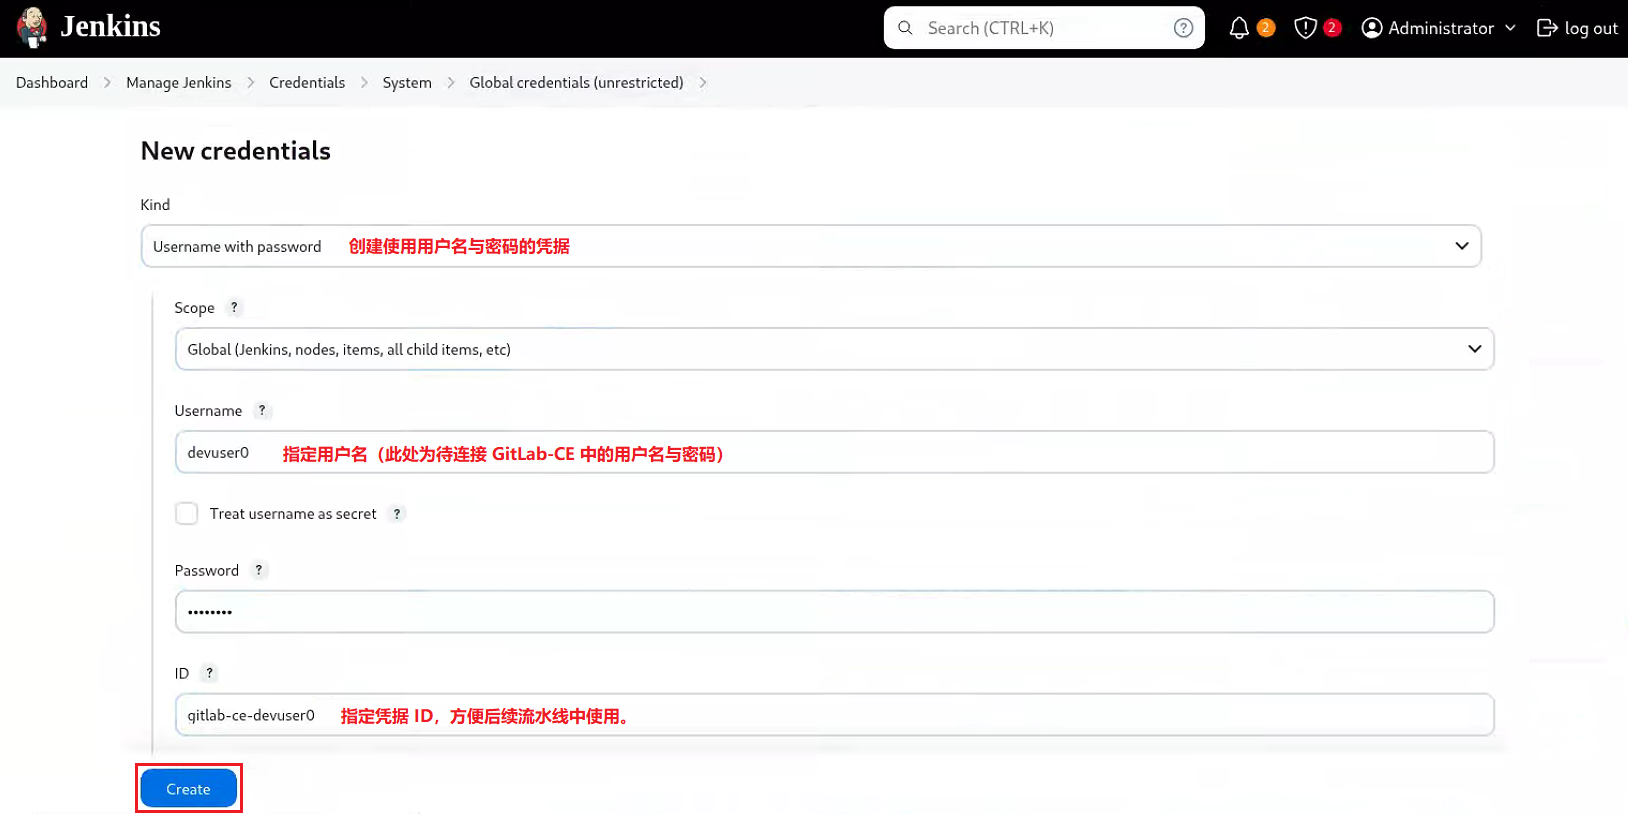 Jenkins
Search (CTRL+K)
?
2
2
Administrator
log out
Dashboard
Manage Jenkins
Credentials
System
Global credentials (unrestricted)
New credentials
Kind
Username with password 创建使用用户名与密码的凭据
Scope ?
Global (Jenkins, nodes, items, all child items, etc)
Username ?
devuser0 指定用户名（此处为待连接 GitLab-CE 中的用户名与密码）
Treat username as secret ?
Password ?
••••••••
ID ?
gitlab-ce-devuser0 指定凭据 ID，方便后续流水线中使用。
Create